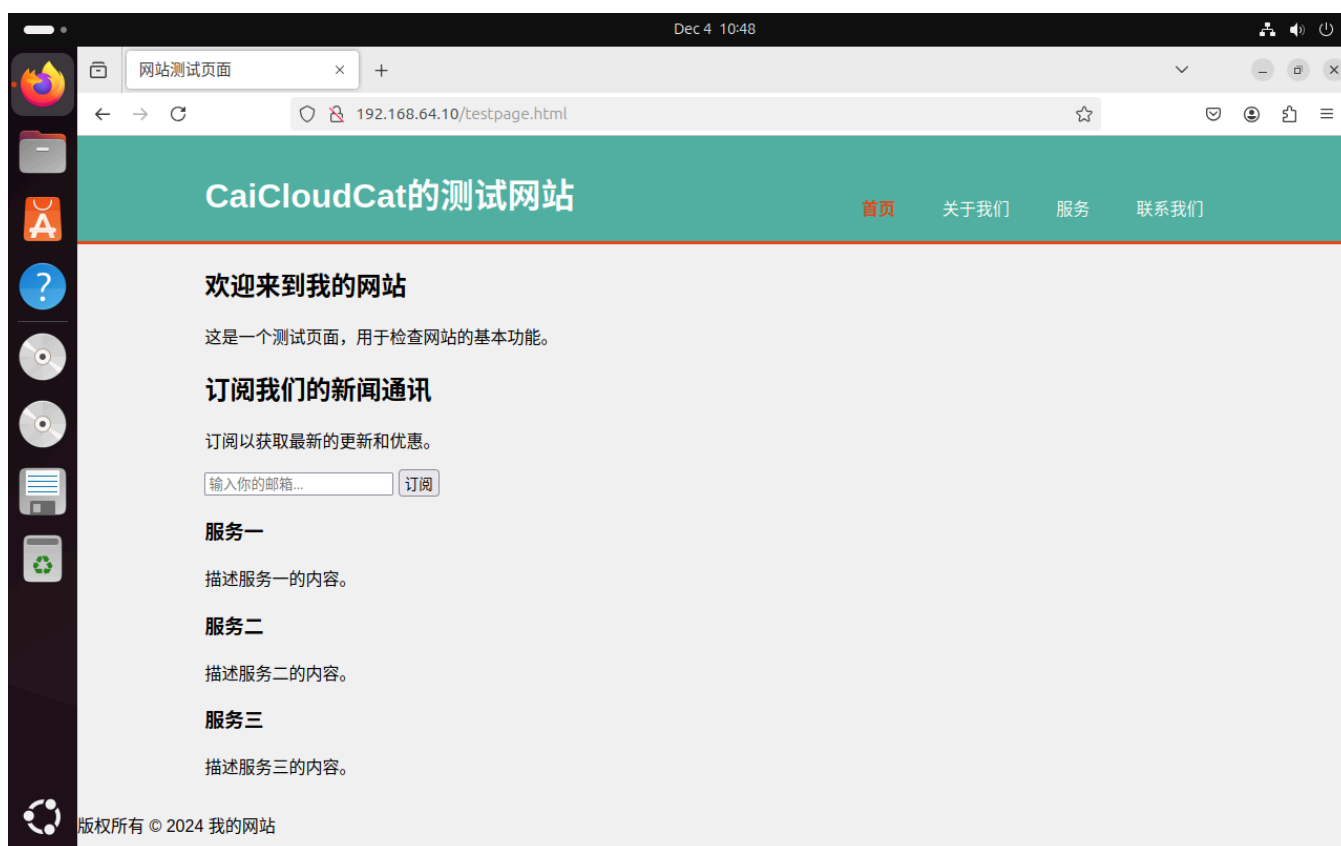 Dec 4 10:48
网站测试页面
192.168.64.10/testpage.html
CaiCloudCat的测试网站
首页 关于我们 服务 联系我们
欢迎来到我的网站
这是一个测试页面，用于检查网站的基本功能。
订阅我们的新闻通讯
订阅以获取最新的更新和优惠。
输入你的邮箱... 订阅
服务一
描述服务一的内容。
服务二
描述服务二的内容。
服务三
描述服务三的内容。
版权所有 © 2024 我的网站